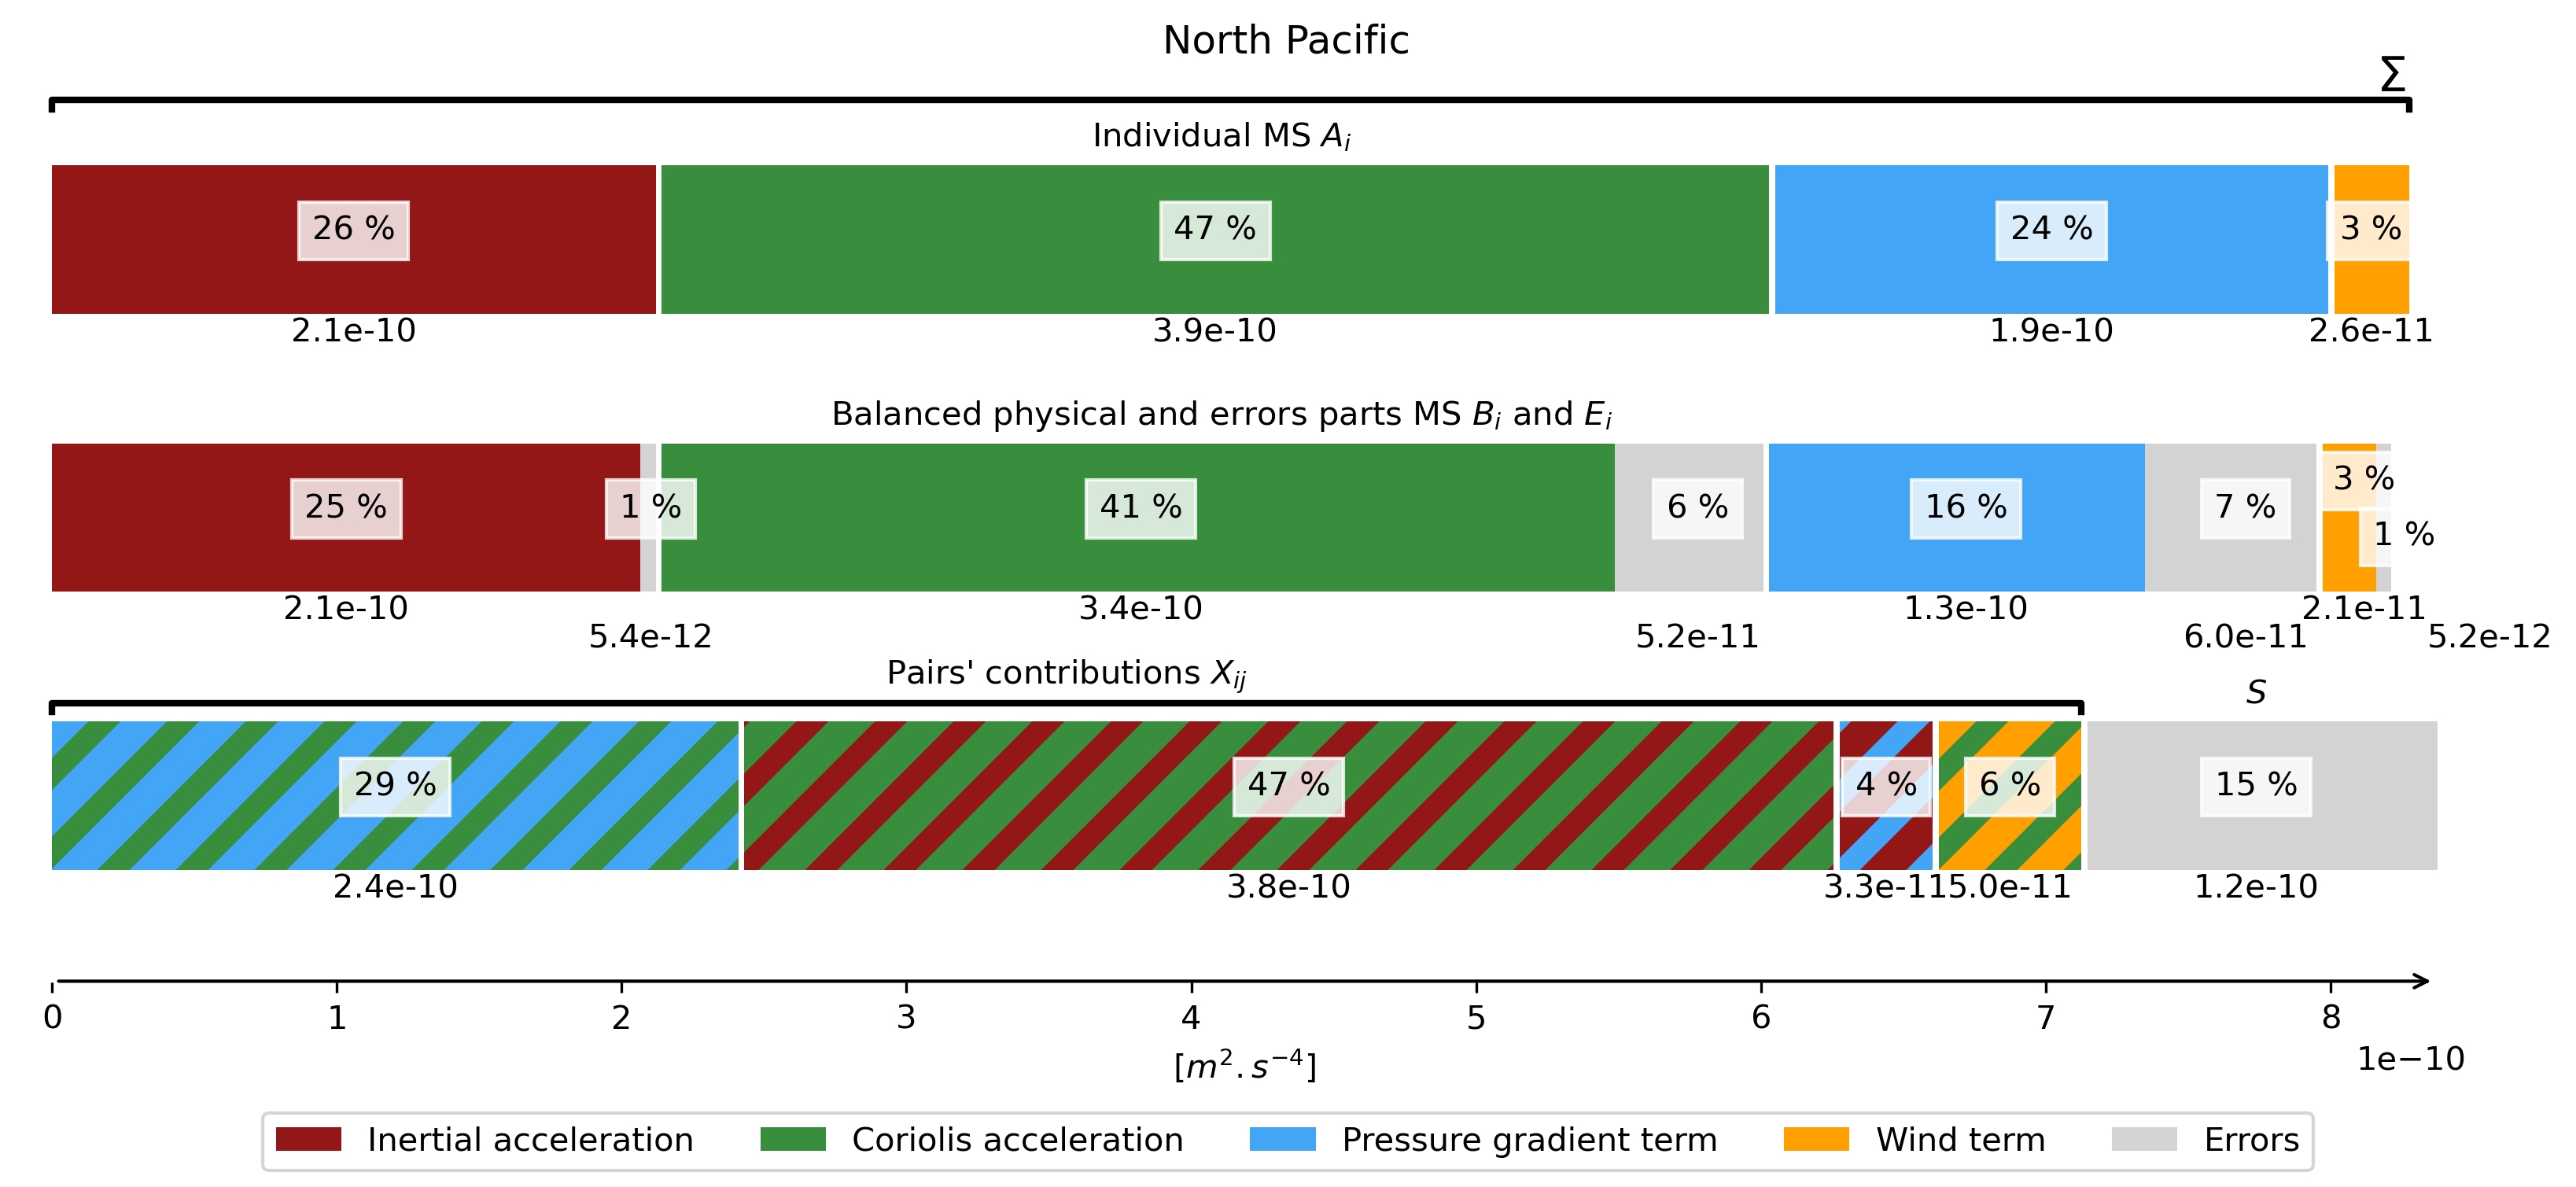 North Pacific
Σ
Individual MS A_i
26 % 47 % 24 % 3 %
2.1e-10 3.9e-10 1.9e-10 2.6e-11
Balanced physical and errors parts MS B_i and E_i
25 % 1 % 41 % 6 % 16 % 7 % 3 % 1 %
2.1e-10 3.4e-10 1.3e-10 2.1e-11
5.4e-12 5.2e-11 6.0e-11 5.2e-12
Pairs' contributions X_ij S
29 % 47 % 4 % 6 % 15 %
2.4e-10 3.8e-10 3.3e-11 5.0e-11 1.2e-10
0 1 2 3 4 5 6 7 8
1e−10
[m².s⁻⁴]
Inertial acceleration Coriolis acceleration Pressure gradient term Wind term Errors